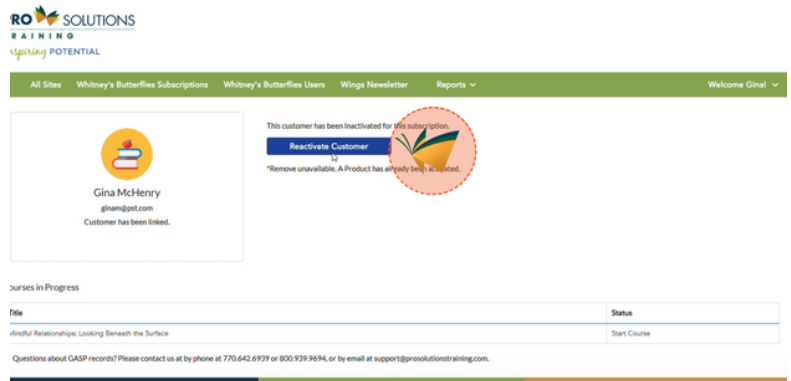 RO SOLUTIONS
RAINING
spiring POTENTIAL
All Sites Whitney's Butterflies Subscriptions Whitney's Butterflies Users Wings Newsletter Reports Welcome Gina!
This customer has been Inactivated for this subscription.
Reactivate Customer
*Remove unavailable. A Product has already been activated.
Gina McHenry
ginam@pst.com
Customer has been linked.
ourses in Progress
Title Status
Mindful Relationships: Looking Beneath the Surface Start Course
Questions about GASP records? Please contact us at by phone at 770.642.6939 or 800.939.9694, or by email at support@prosolutionstraining.com.